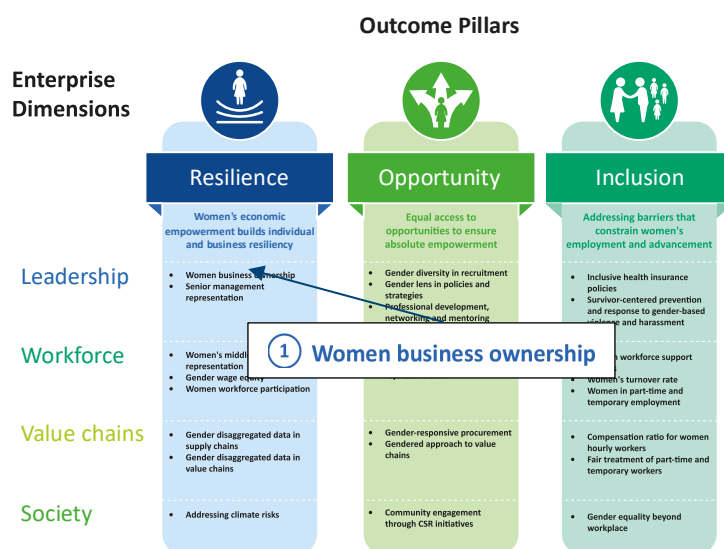 Outcome Pillars
Enterprise
Dimensions
Resilience
Opportunity
Inclusion
Women's economic
empowerment builds individual
and business resiliency
Equal access to
opportunities to ensure
absolute empowerment
Addressing barriers that
constrain women's
employment and advancement
Leadership
• Women business ownership
• Senior management
representation
• Gender diversity in recruitment
• Gender lens in policies and
strategies
• Professional development,
networking and mentoring
• Inclusive health insurance
policies
• Survivor-centered prevention
and response to gender-based
violence and harassment
1 Women business ownership
Workforce
• Women's
representation
• Gender wage equity
• Women workforce participation
workforce support
• Women's turnover rate
• Women in part-time and
temporary employment
Value chains
• Gender disaggregated data in
supply chains
• Gender disaggregated data in
value chains
• Gender-responsive procurement
• Gendered approach to value
chains
• Compensation ratio for women
hourly workers
• Fair treatment of part-time and
temporary workers
Society
• Addressing climate risks
• Community engagement
through CSR initiatives
• Gender equality beyond
workplace